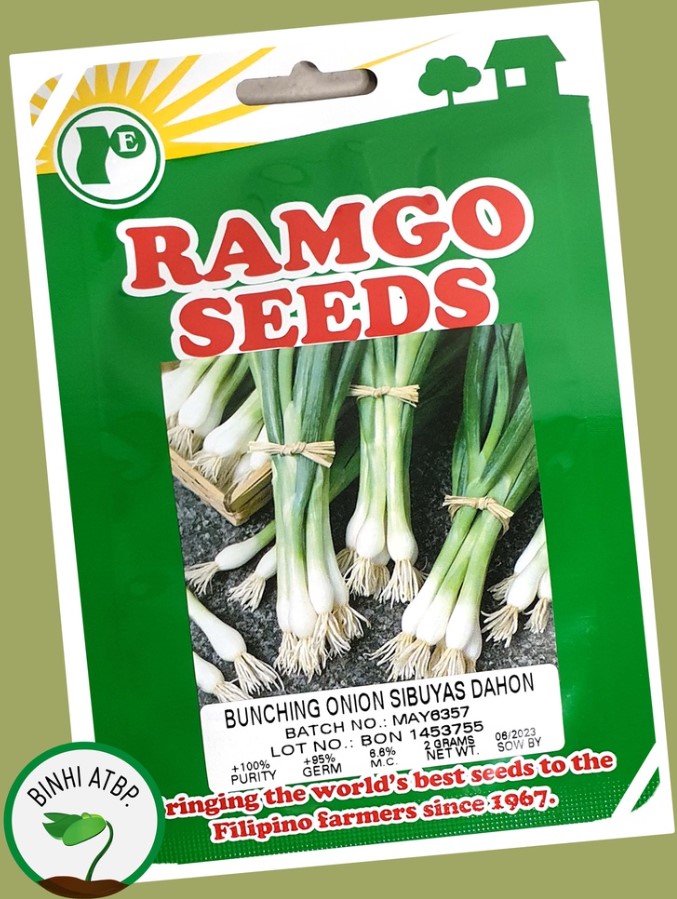 E
RAMGO
SEEDS
BUNCHING ONION SIBUYAS DAHON
BATCH NO.: MAY6357
LOT NO.: BON 1453755
+100% PURITY
+95% GERM
6.6% M.C.
2 GRAMS NET WT.
06/2023 SOW BY
ringing the world's best seeds to the
Filipino farmers since 1967.
BINHI ATBP.